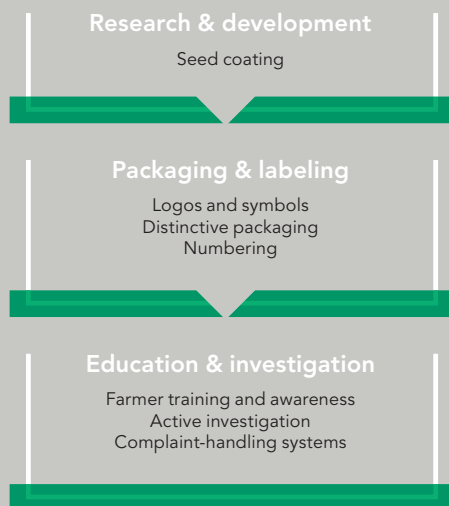 Research & development
Seed coating
Packaging & labeling
Logos and symbols
Distinctive packaging
Numbering
Education & investigation
Farmer training and awareness
Active investigation
Complaint-handling systems